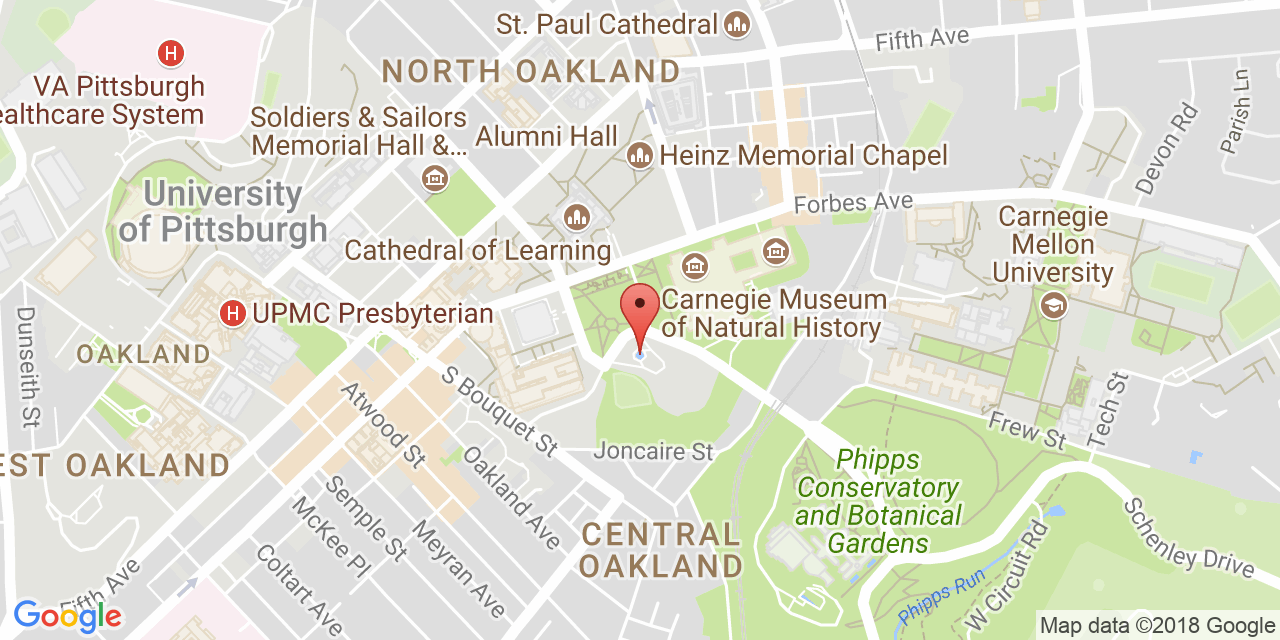 St. Paul Cathedral
Fifth Ave
H
NORTH OAKLAND
VA Pittsburgh
ealthcare System
Parish Ln
Devon Rd
Soldiers & Sailors
Memorial Hall &...
Alumni Hall
Heinz Memorial Chapel
University
of Pittsburgh
Forbes Ave
Carnegie
Mellon
University
Cathedral of Learning
H
UPMC Presbyterian
Carnegie Museum
of Natural History
Dunseith St
OAKLAND
Atwood St
S Bouquet St
Tech St
Frew St
Joncaire St
EST OAKLAND
Oakland Ave
Phipps
Conservatory
and Botanical
Gardens
Semple St
McKee Pl
Meyran Ave
CENTRAL
OAKLAND
Schenley Drive
Coltart Ave
Fifth Ave
Phipps Run
W Circuit Rd
Google
Map data ©2018 Google